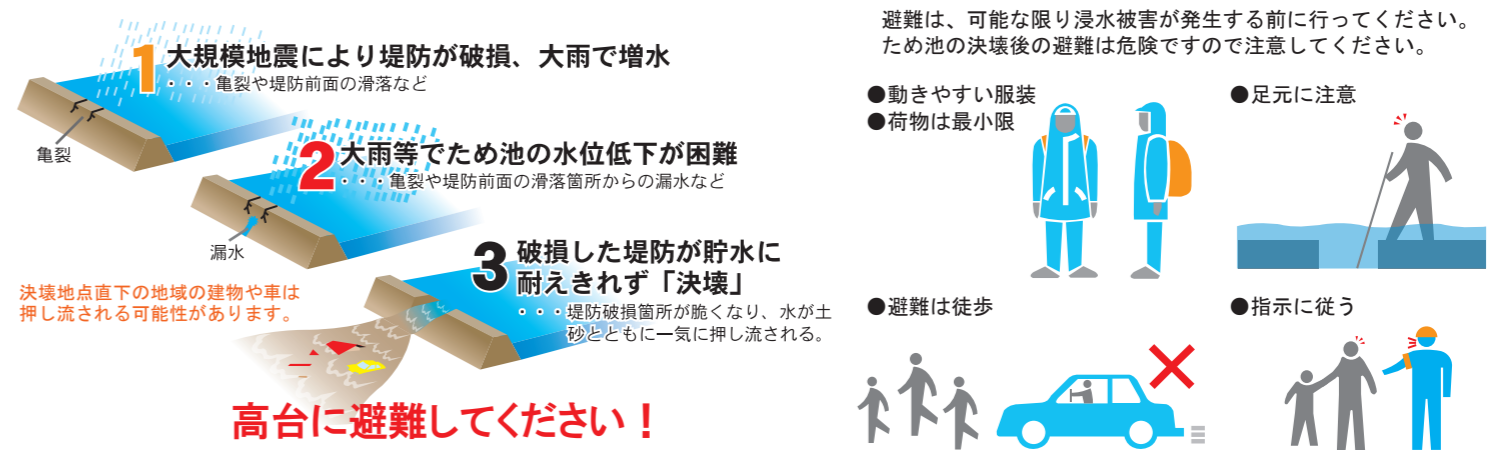 1 大規模地震により堤防が破損、大雨で増水
・・・亀裂や堤防前面の滑落など
亀裂
2 大雨等でため池の水位低下が困難
・・・亀裂や堤防前面の滑落箇所からの漏水など
漏水
3 破損した堤防が貯水に
耐えきれず「決壊」
・・・堤防破損箇所が脆くなり、水が土
砂とともに一気に押し流される。
決壊地点直下の地域の建物や車は
押し流される可能性があります。
高台に避難してください！
避難は、可能な限り浸水被害が発生する前に行ってください。
ため池の決壊後の避難は危険ですので注意してください。
●動きやすい服装
●荷物は最小限
●足元に注意
●避難は徒歩
●指示に従う